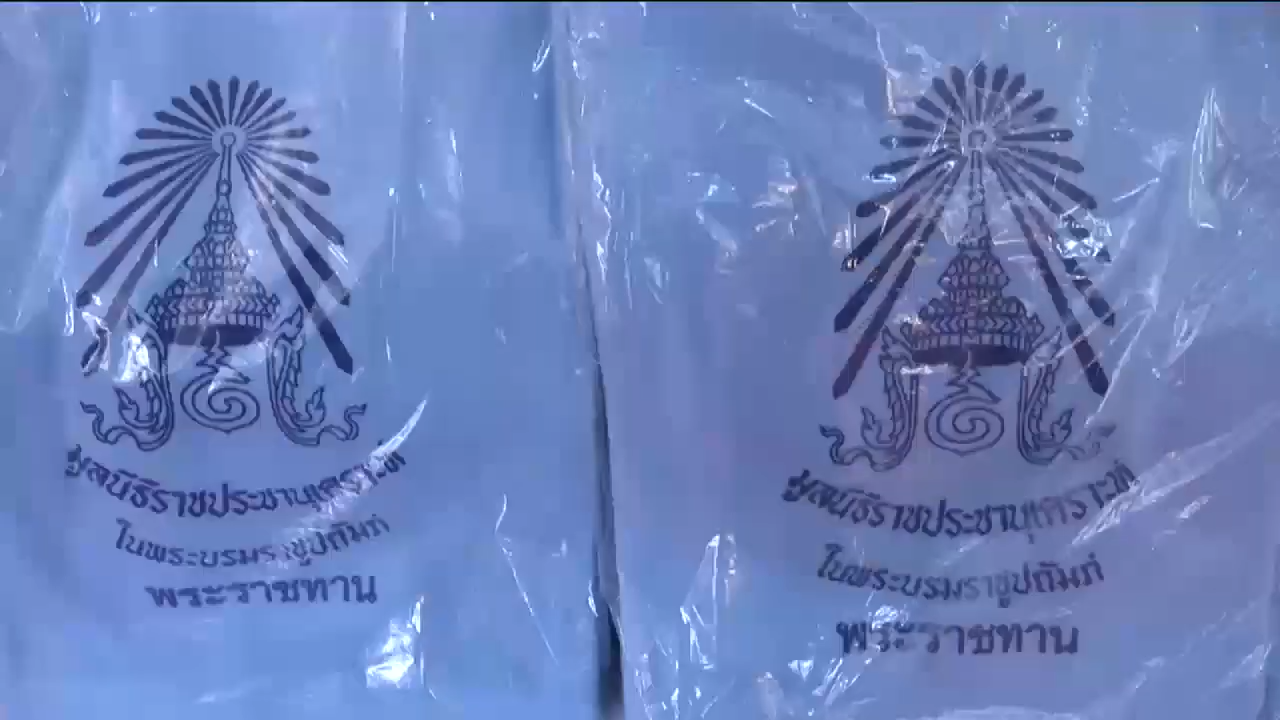 มูลนิธิราชประชานุเคราะห์
ในพระบรมราชูปถัมภ์
พระราชทาน
มูลนิธิราชประชานุเคราะห์
ในพระบรมราชูปถัมภ์
พระราชทาน